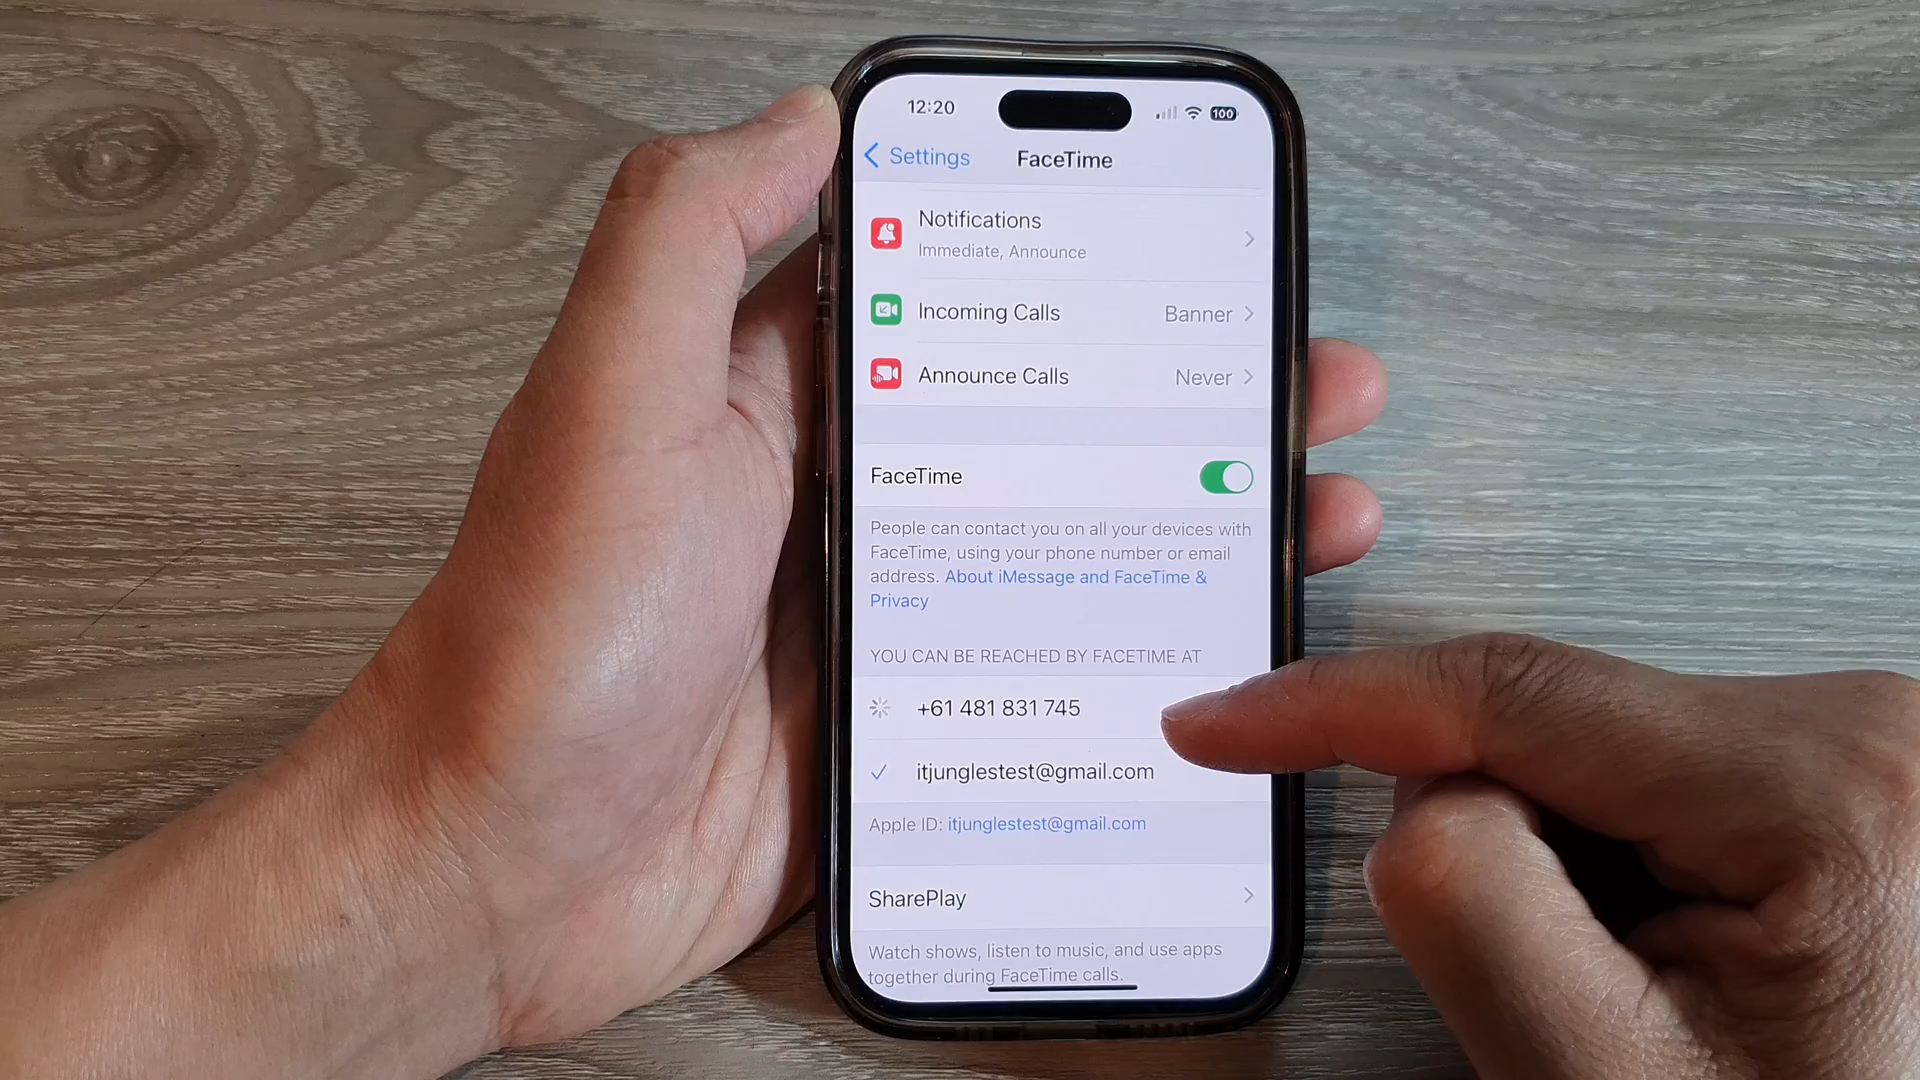 12:20
100
Settings
FaceTime
Notifications
Immediate, Announce
Incoming Calls
Banner
Announce Calls
Never
FaceTime
People can contact you on all your devices with
FaceTime, using your phone number or email
address. About iMessage and FaceTime &
Privacy
YOU CAN BE REACHED BY FACETIME AT
+61 481 831 745
itjunglestest@gmail.com
Apple ID: itjunglestest@gmail.com
SharePlay
Watch shows, listen to music, and use apps
together during FaceTime calls.